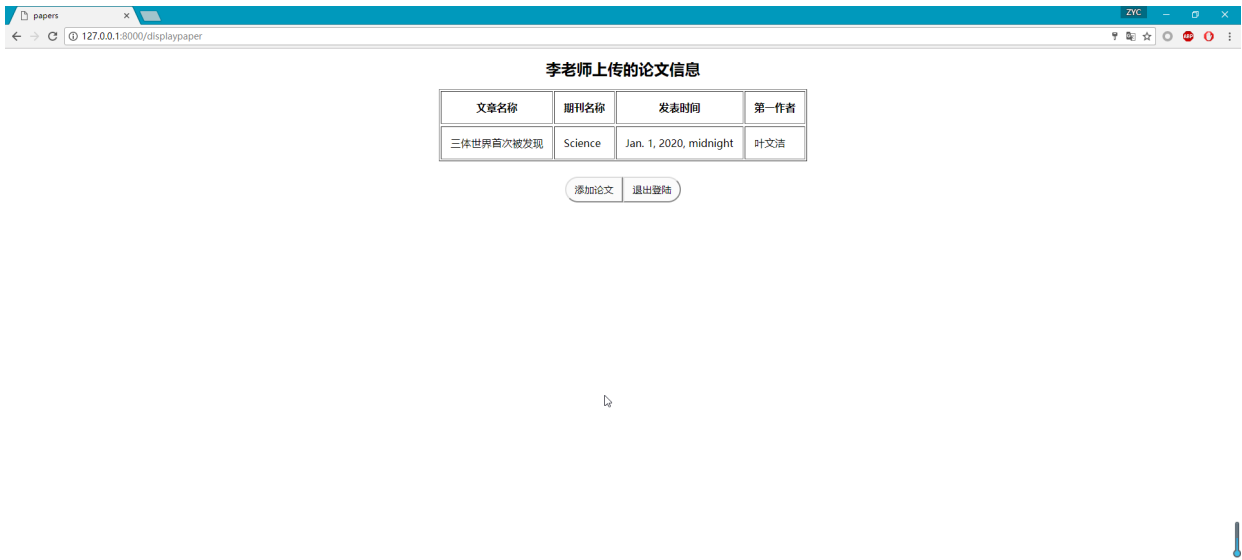 papers
ZYC
127.0.0.1:8000/displaypaper
ABP
李老师上传的论文信息
文章名称 期刊名称 发表时间 第一作者
三体世界首次被发现 Science Jan. 1, 2020, midnight 叶文洁
添加论文 退出登陆